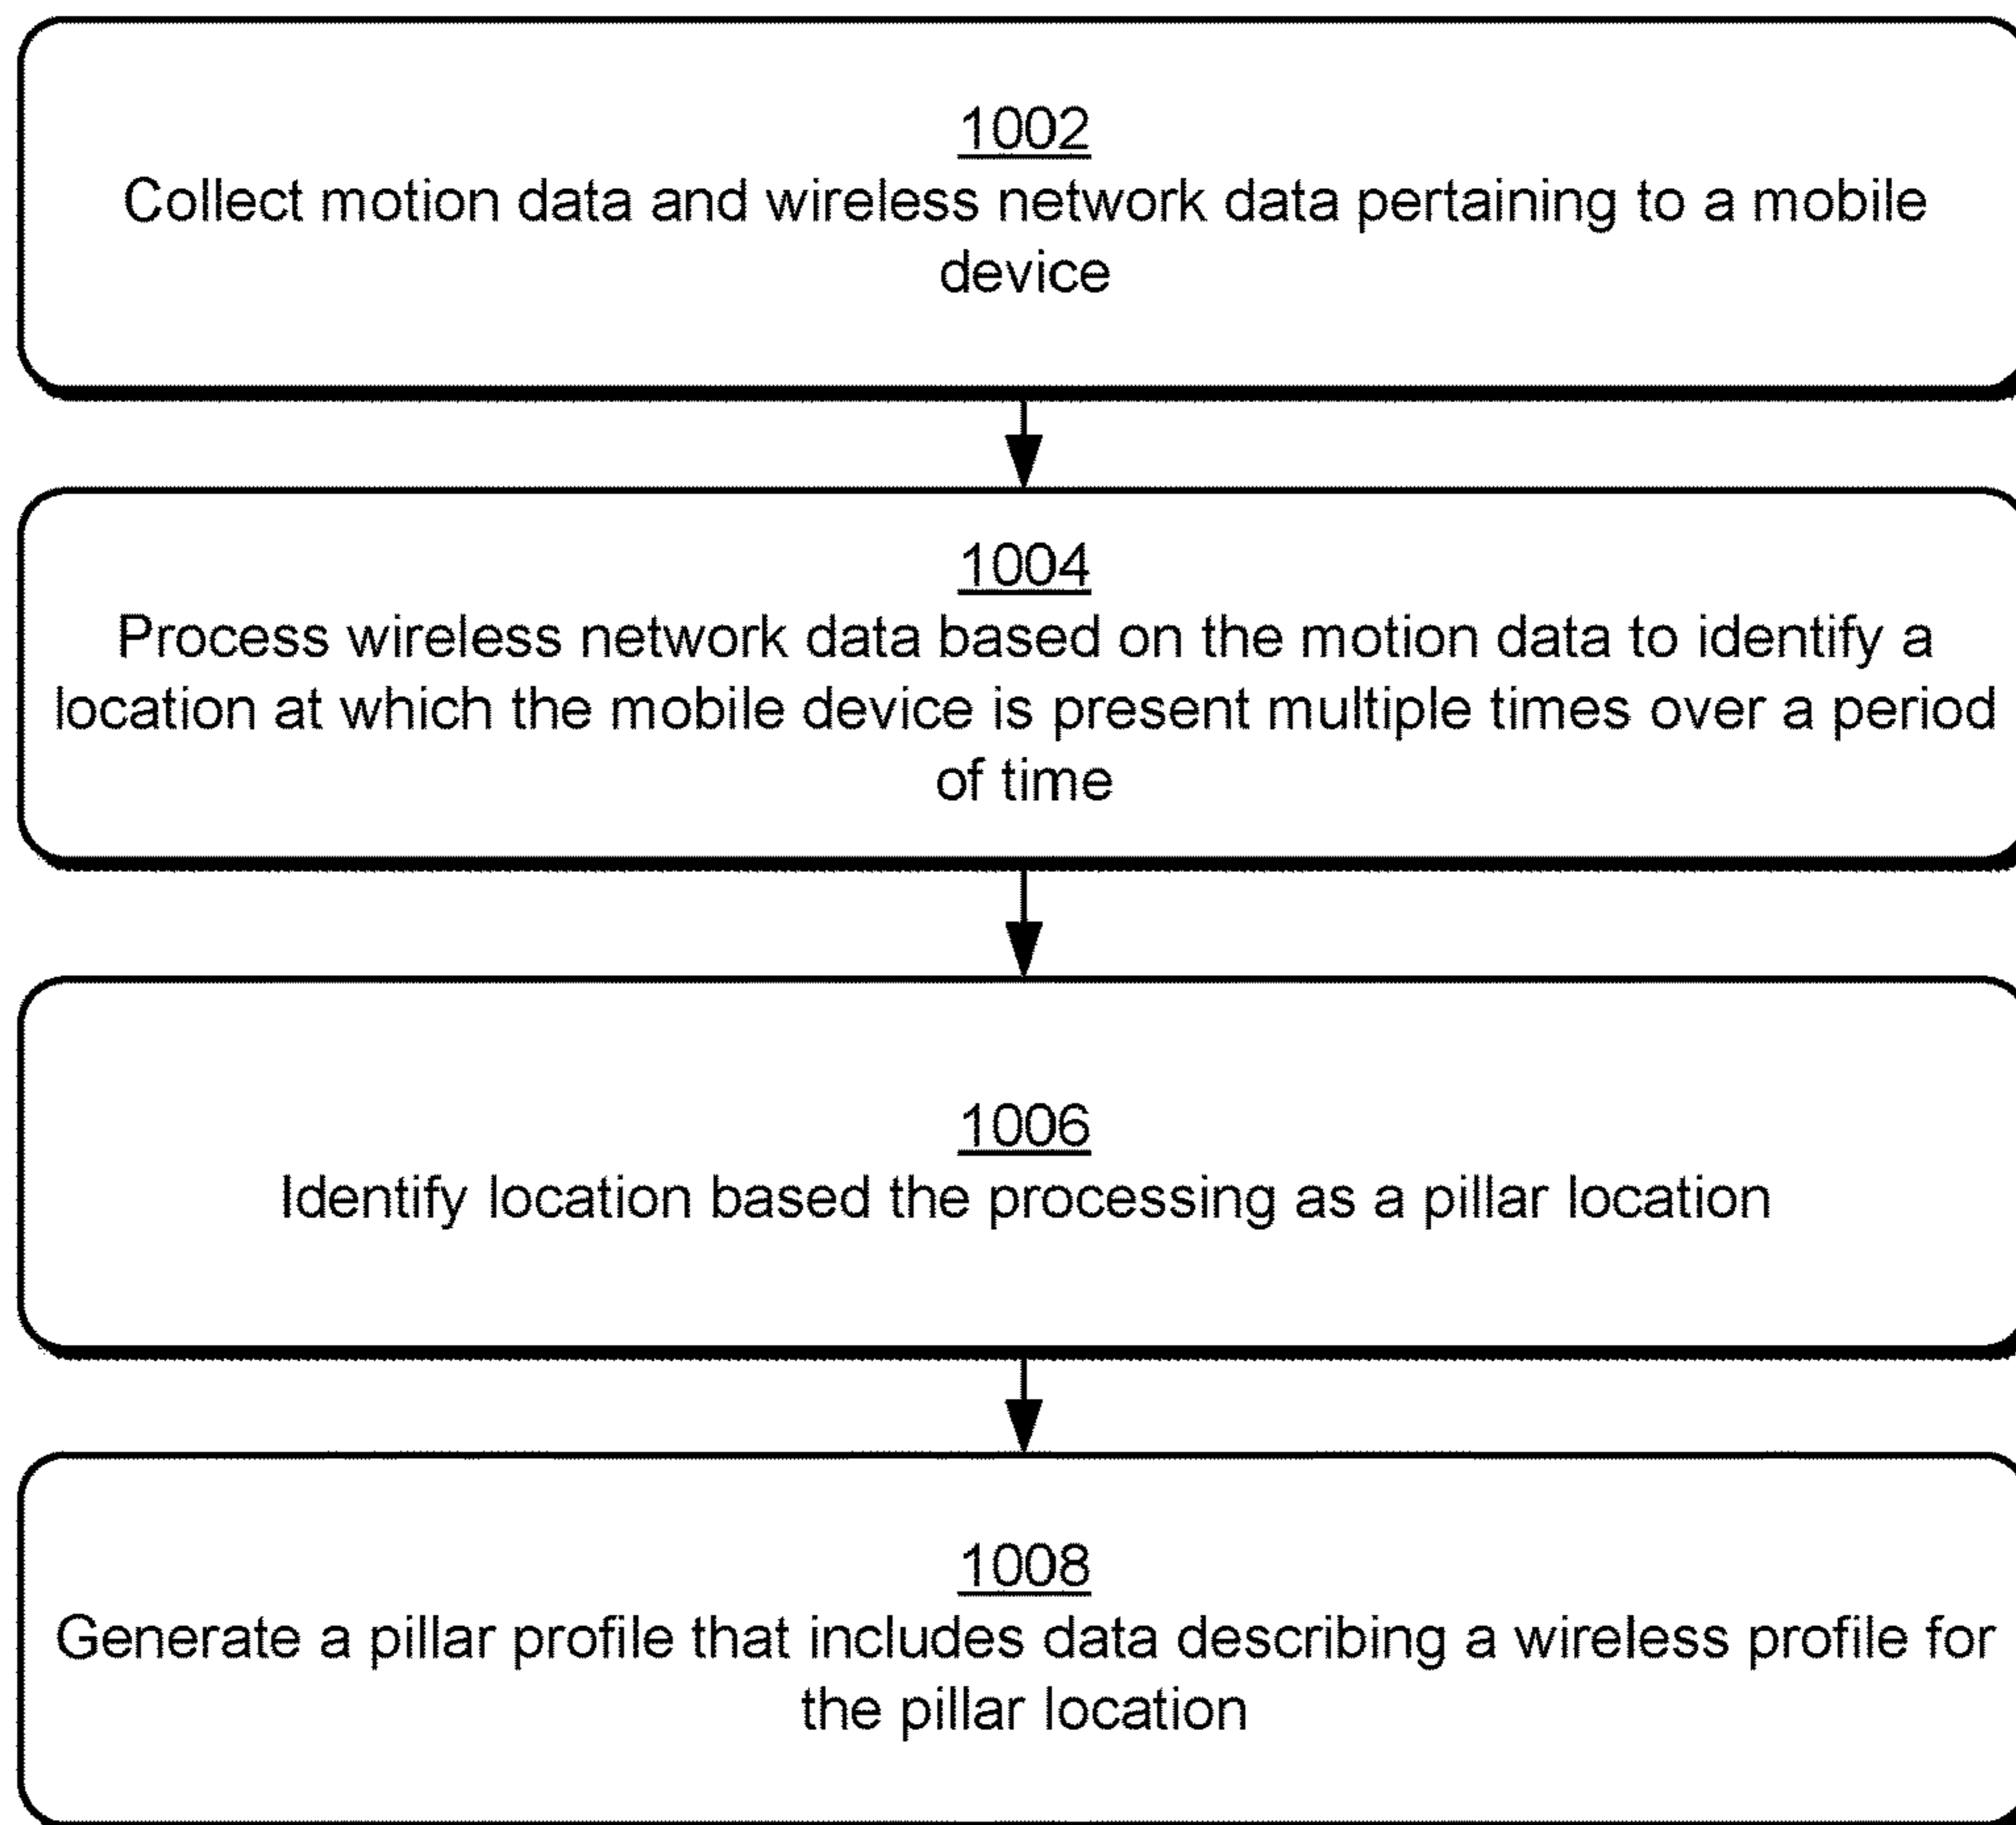 1002
Collect motion data and wireless network data pertaining to a mobile
device
1004
Process wireless network data based on the motion data to identify a
location at which the mobile device is present multiple times over a period
of time
1006
Identify location based the processing as a pillar location
1008
Generate a pillar profile that includes data describing a wireless profile for
the pillar location